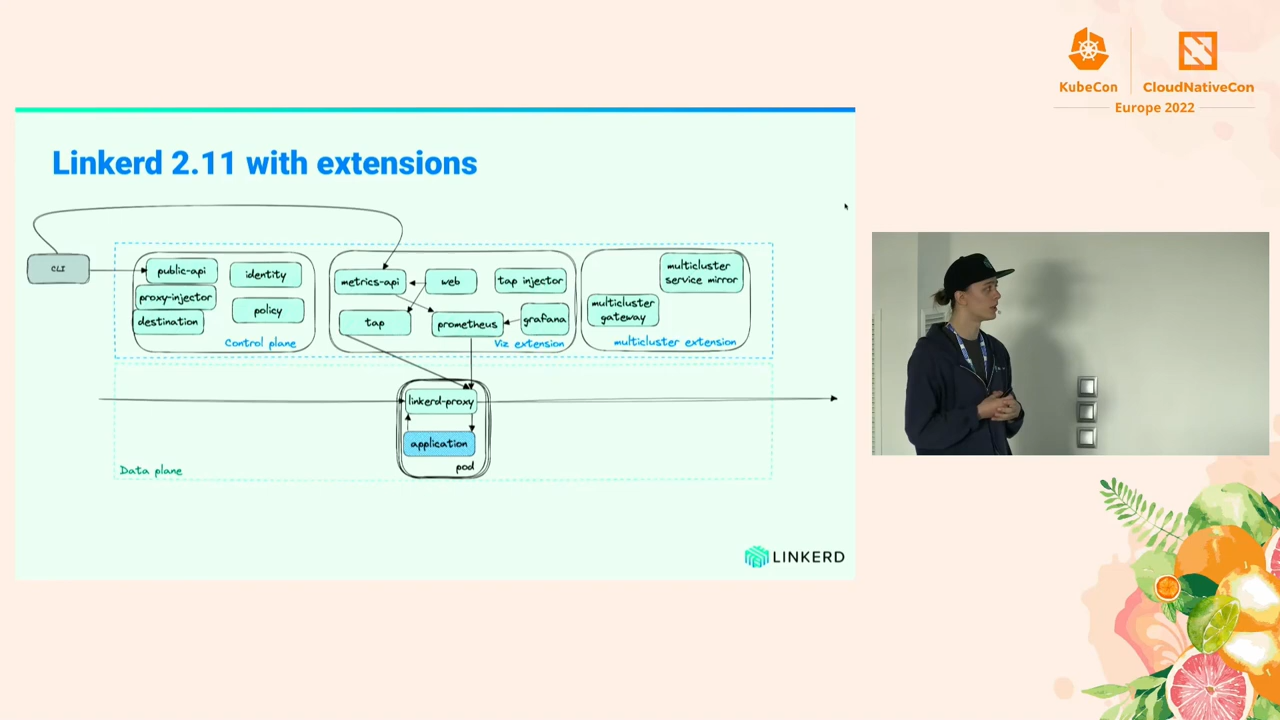 KubeCon
CloudNativeCon
Europe 2022
Linkerd 2.11 with extensions
CLI
public-api
identity
proxy-injector
destination
policy
Control plane
metrics-api
web
tap injector
tap
prometheus
grafana
Viz extension
multicluster
service mirror
multicluster
gateway
multicluster extension
linkerd-proxy
application
pod
Data plane
LINKERD